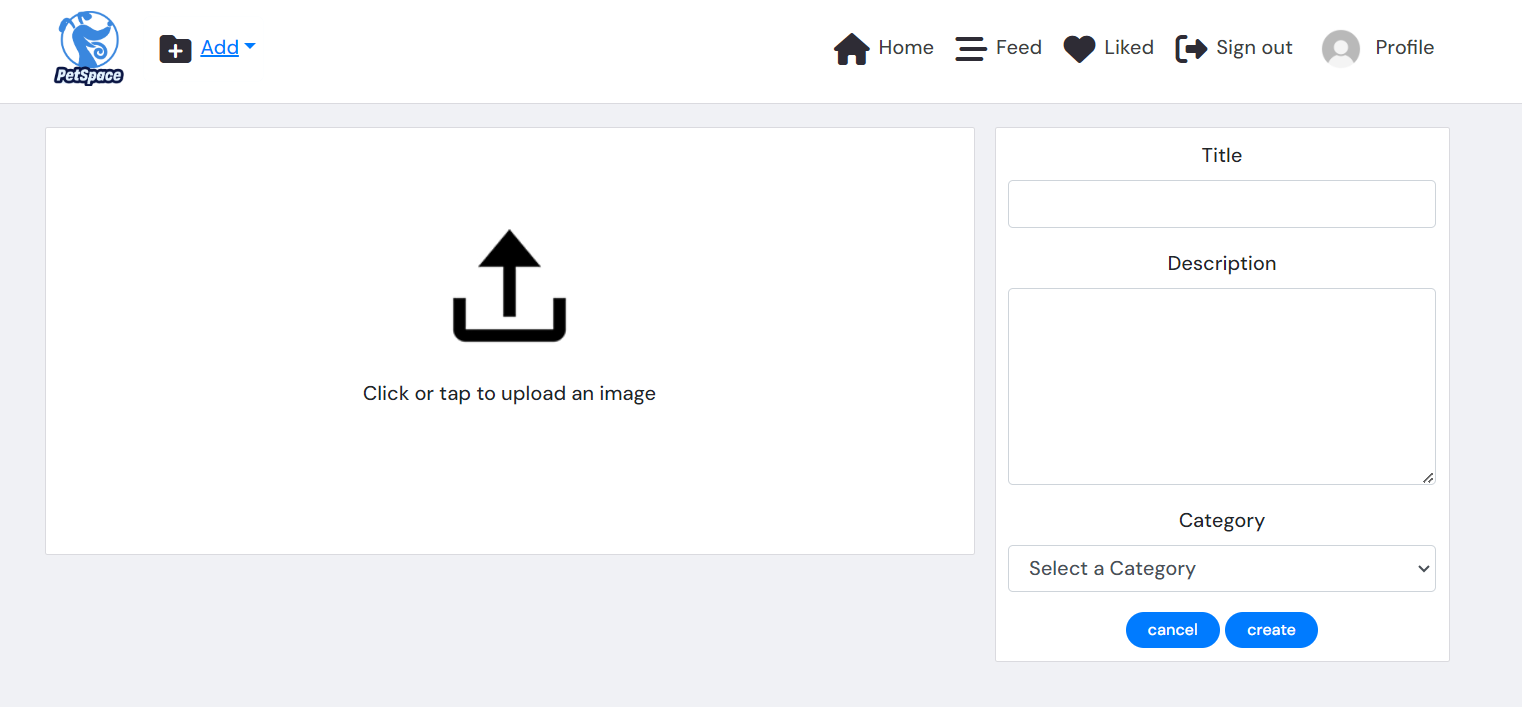 PetSpace
Add
Home
Feed
Liked
Sign out
Profile
Click or tap to upload an image
Title
Description
Category
Select a Category
cancel
create